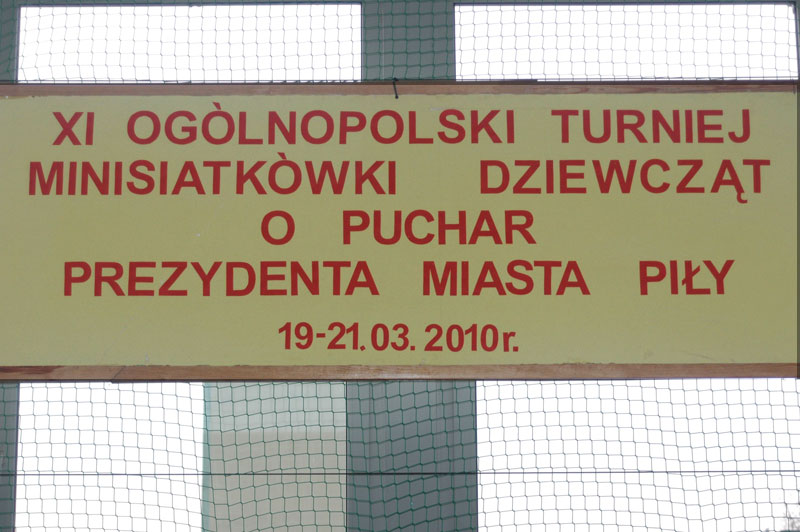 XI OGÒLNOPOLSKI TURNIEJ
MINISIATKÒWKI DZIEWCZĄT
O PUCHAR
PREZYDENTA MIASTA PIŁY
19-21.03.2010r.